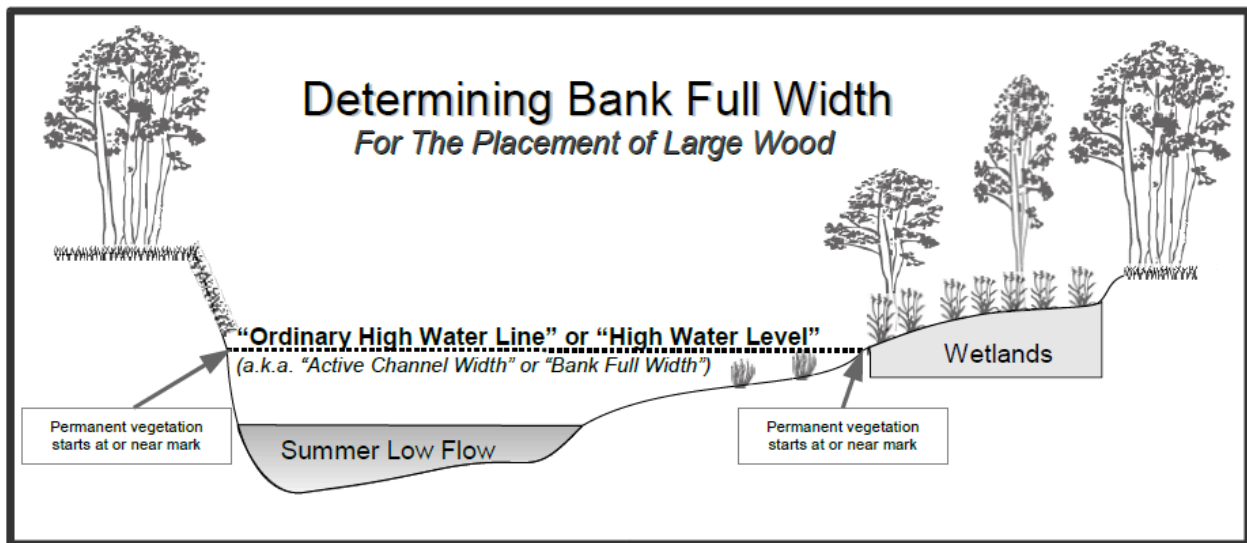 Determining Bank Full Width
For The Placement of Large Wood
“Ordinary High Water Line” or “High Water Level”
(a.k.a. “Active Channel Width” or “Bank Full Width”)
Wetlands
Permanent vegetation
starts at or near mark
Summer Low Flow
Permanent vegetation
starts at or near mark